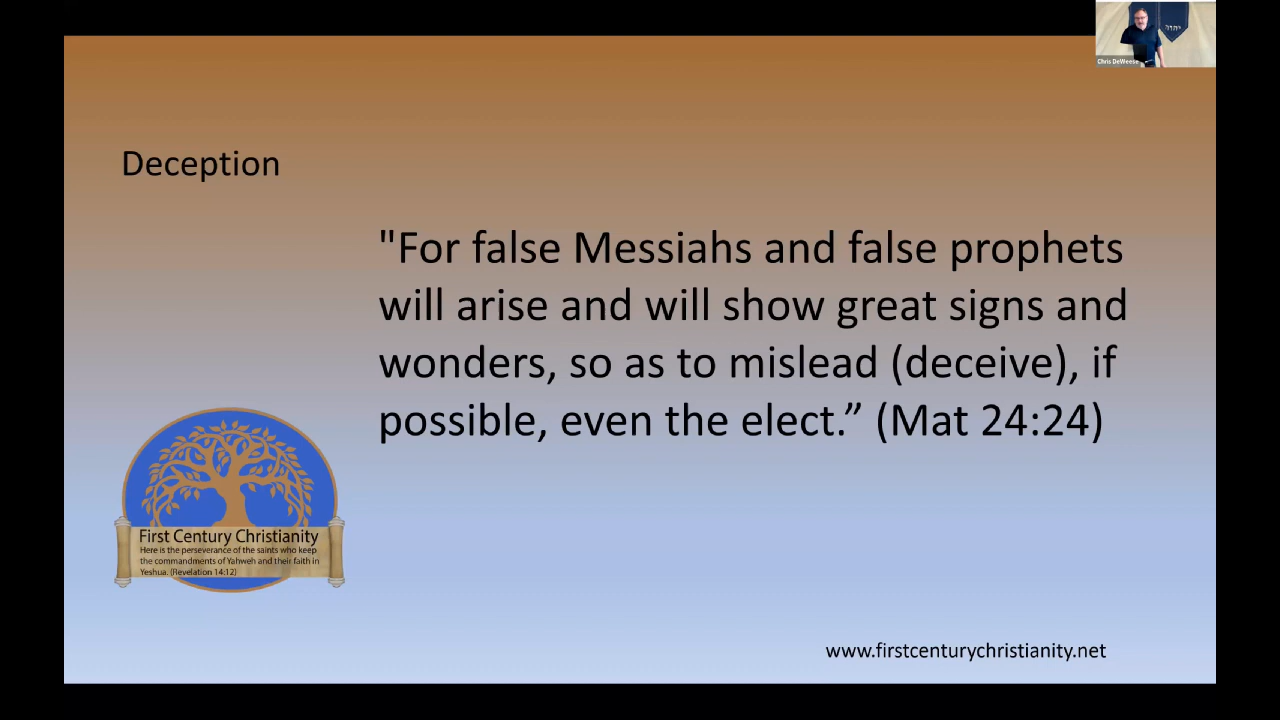 Chris DeWeese
Deception
"For false Messiahs and false prophets
will arise and will show great signs and
wonders, so as to mislead (deceive), if
possible, even the elect.” (Mat 24:24)
First Century Christianity
Here is the perseverance of the saints who keep
the commandments of Yahweh and their faith in
Yeshua. (Revelation 14:12)
www.firstcenturychristianity.net